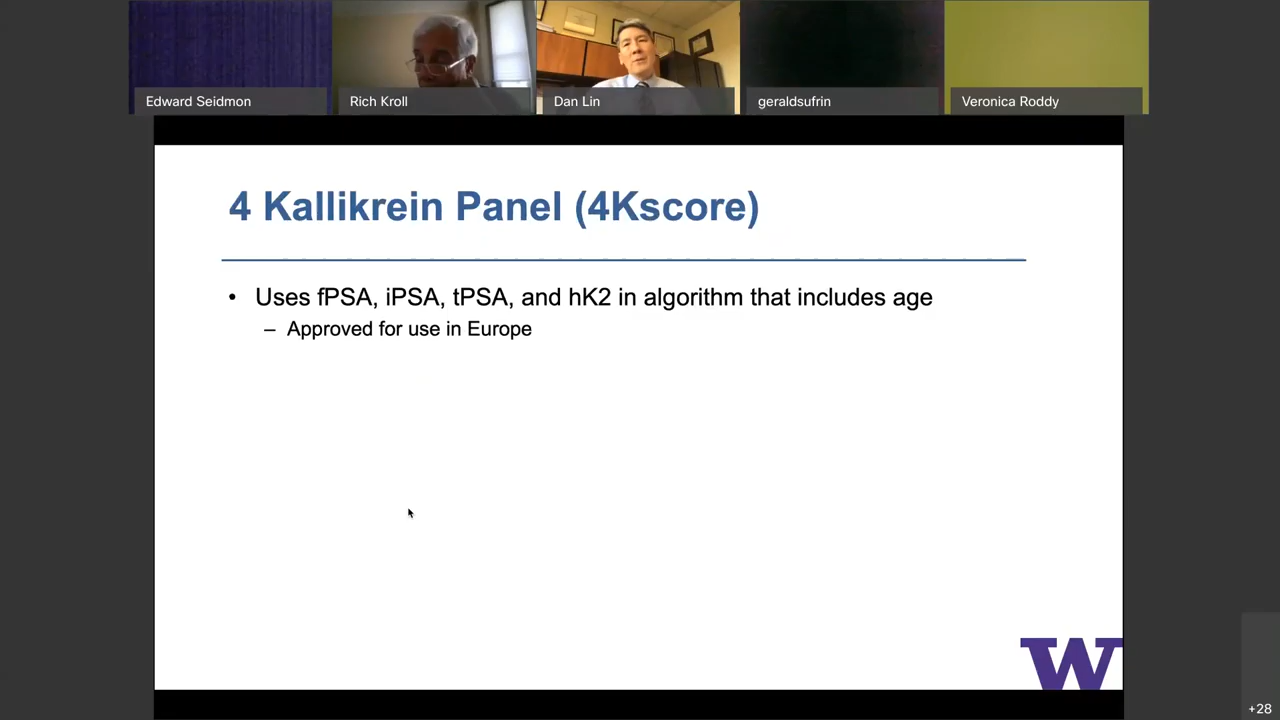 Edward Seidmon
Rich Kroll
Dan Lin
geraldsufrin
Veronica Roddy
4 Kallikrein Panel (4Kscore)
• Uses fPSA, iPSA, tPSA, and hK2 in algorithm that includes age
– Approved for use in Europe
W
+28